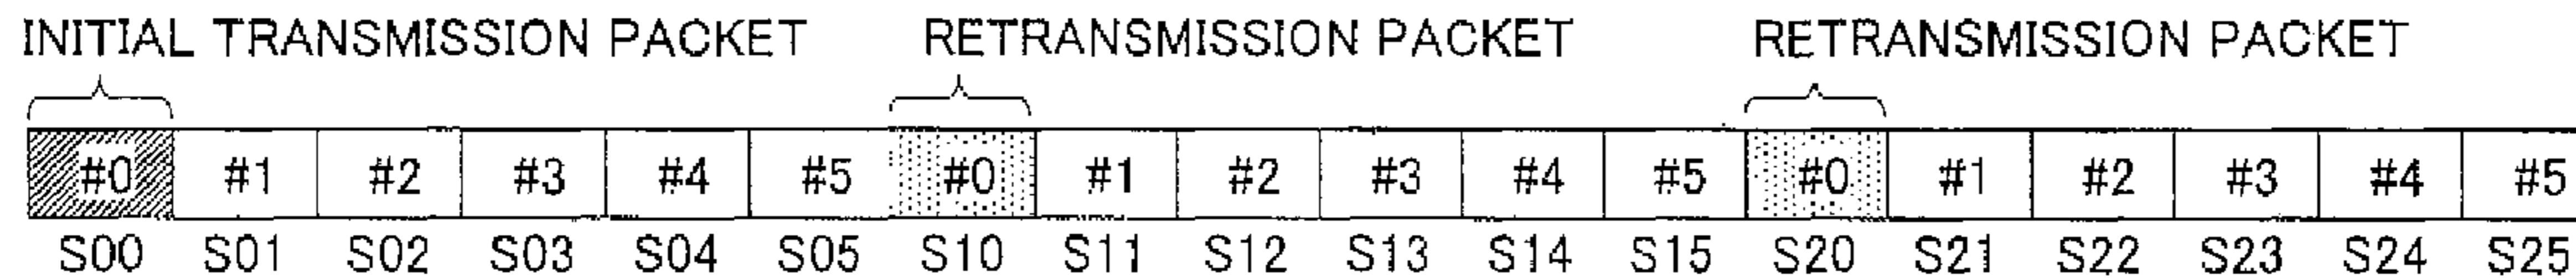 INITIAL TRANSMISSION PACKET RETRANSMISSION PACKET RETRANSMISSION PACKET
#0 #1 #2 #3 #4 #5 #0 #1 #2 #3 #4 #5 #0 #1 #2 #3 #4 #5
S00 S01 S02 S03 S04 S05 S10 S11 S12 S13 S14 S15 S20 S21 S22 S23 S24 S25